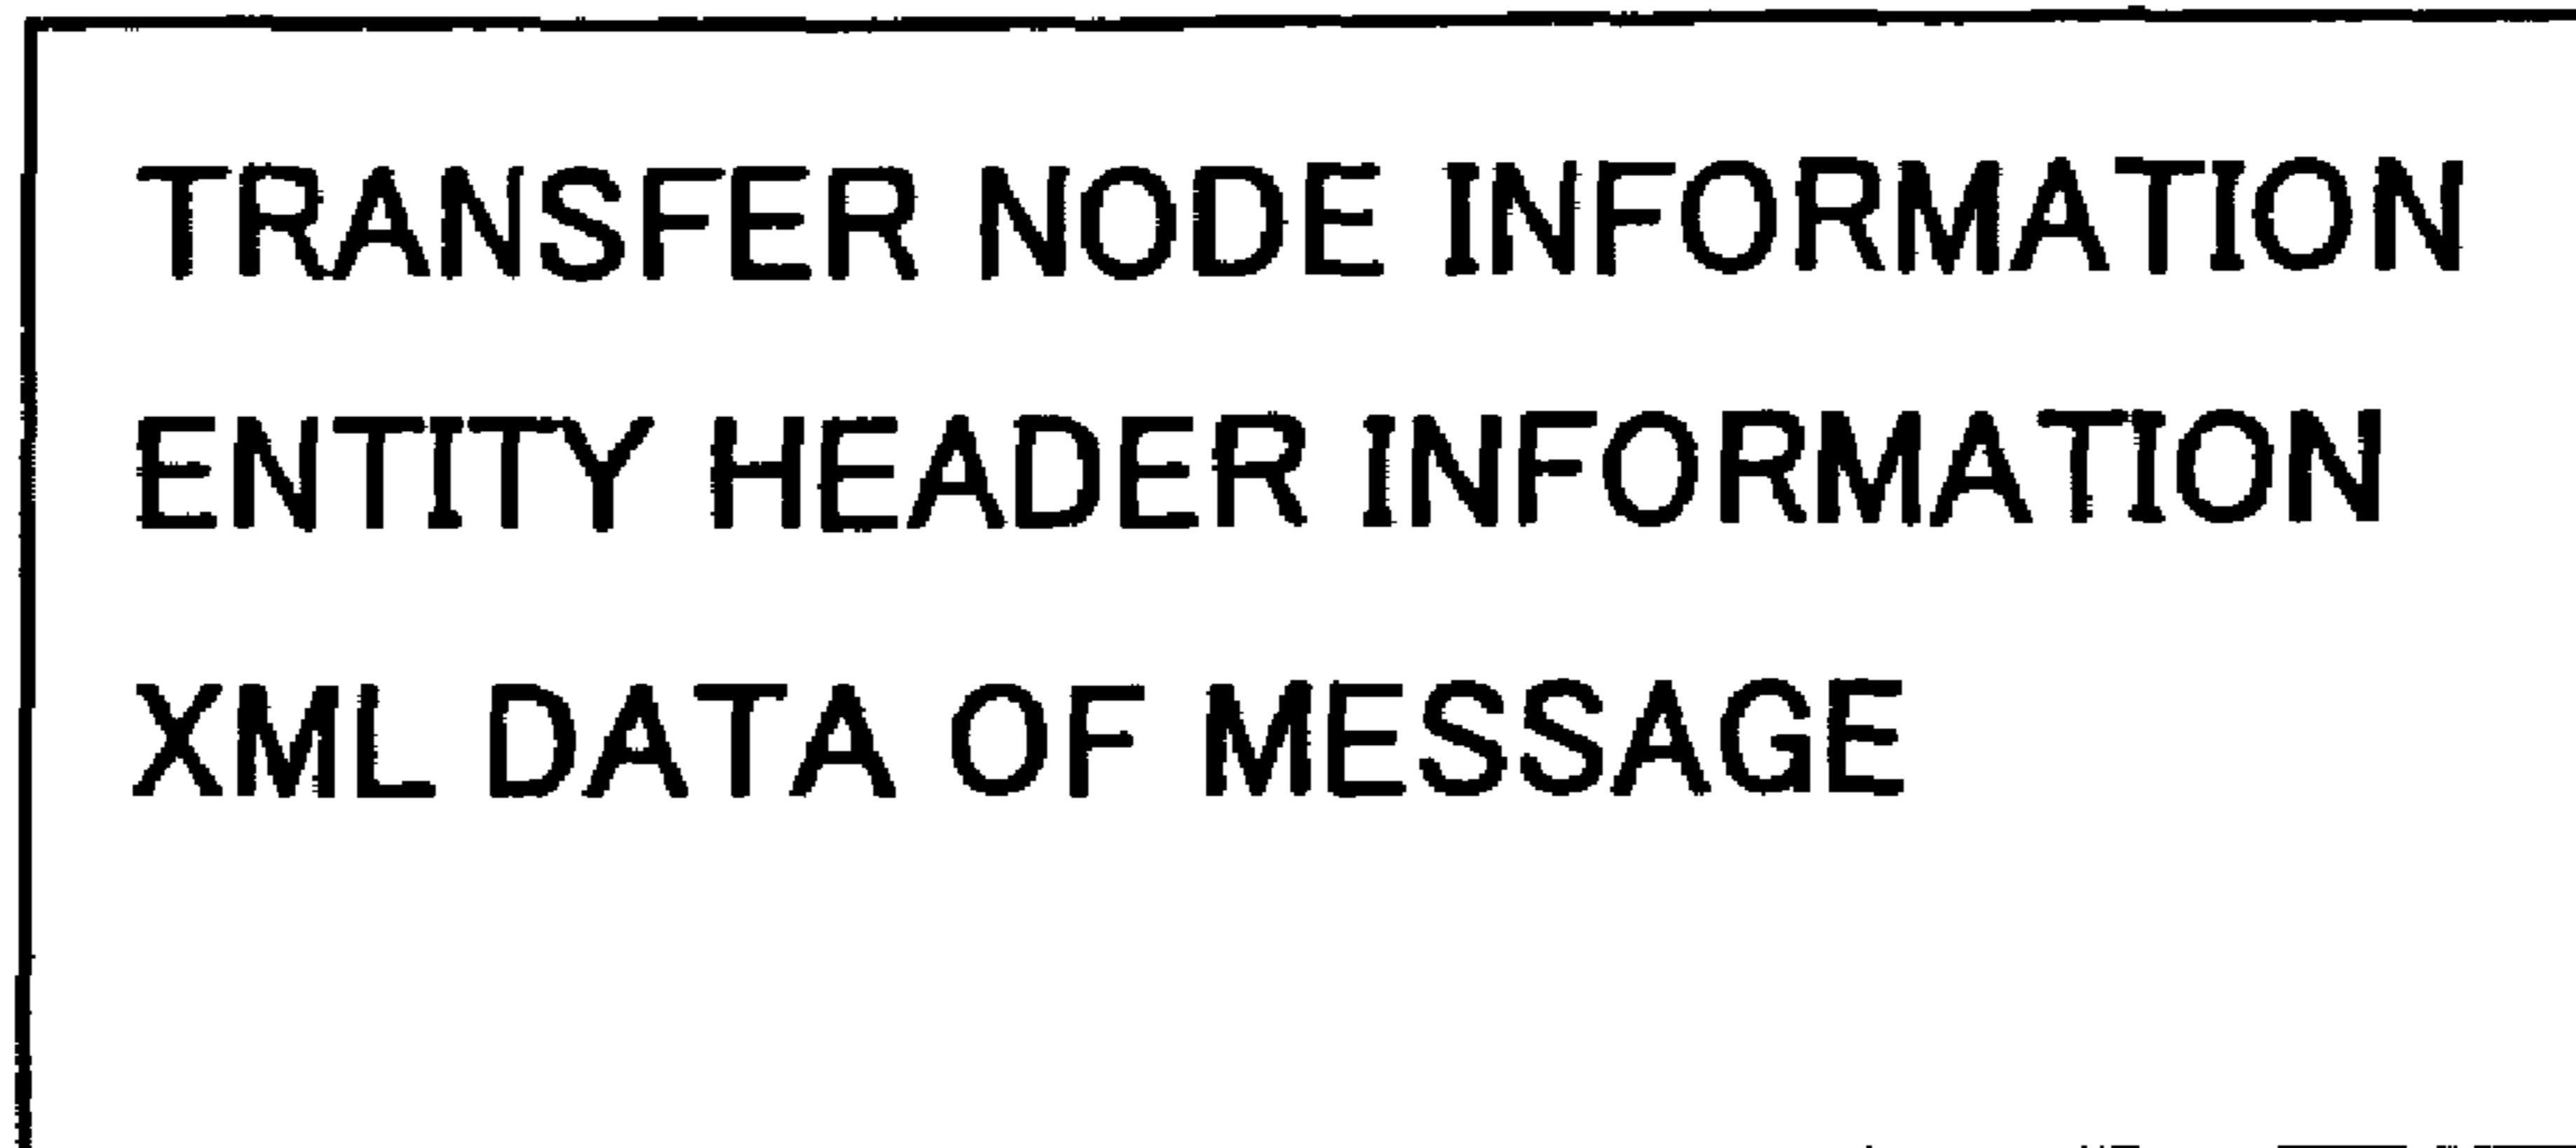 TRANSFER NODE INFORMATION
ENTITY HEADER INFORMATION
XML DATA OF MESSAGE